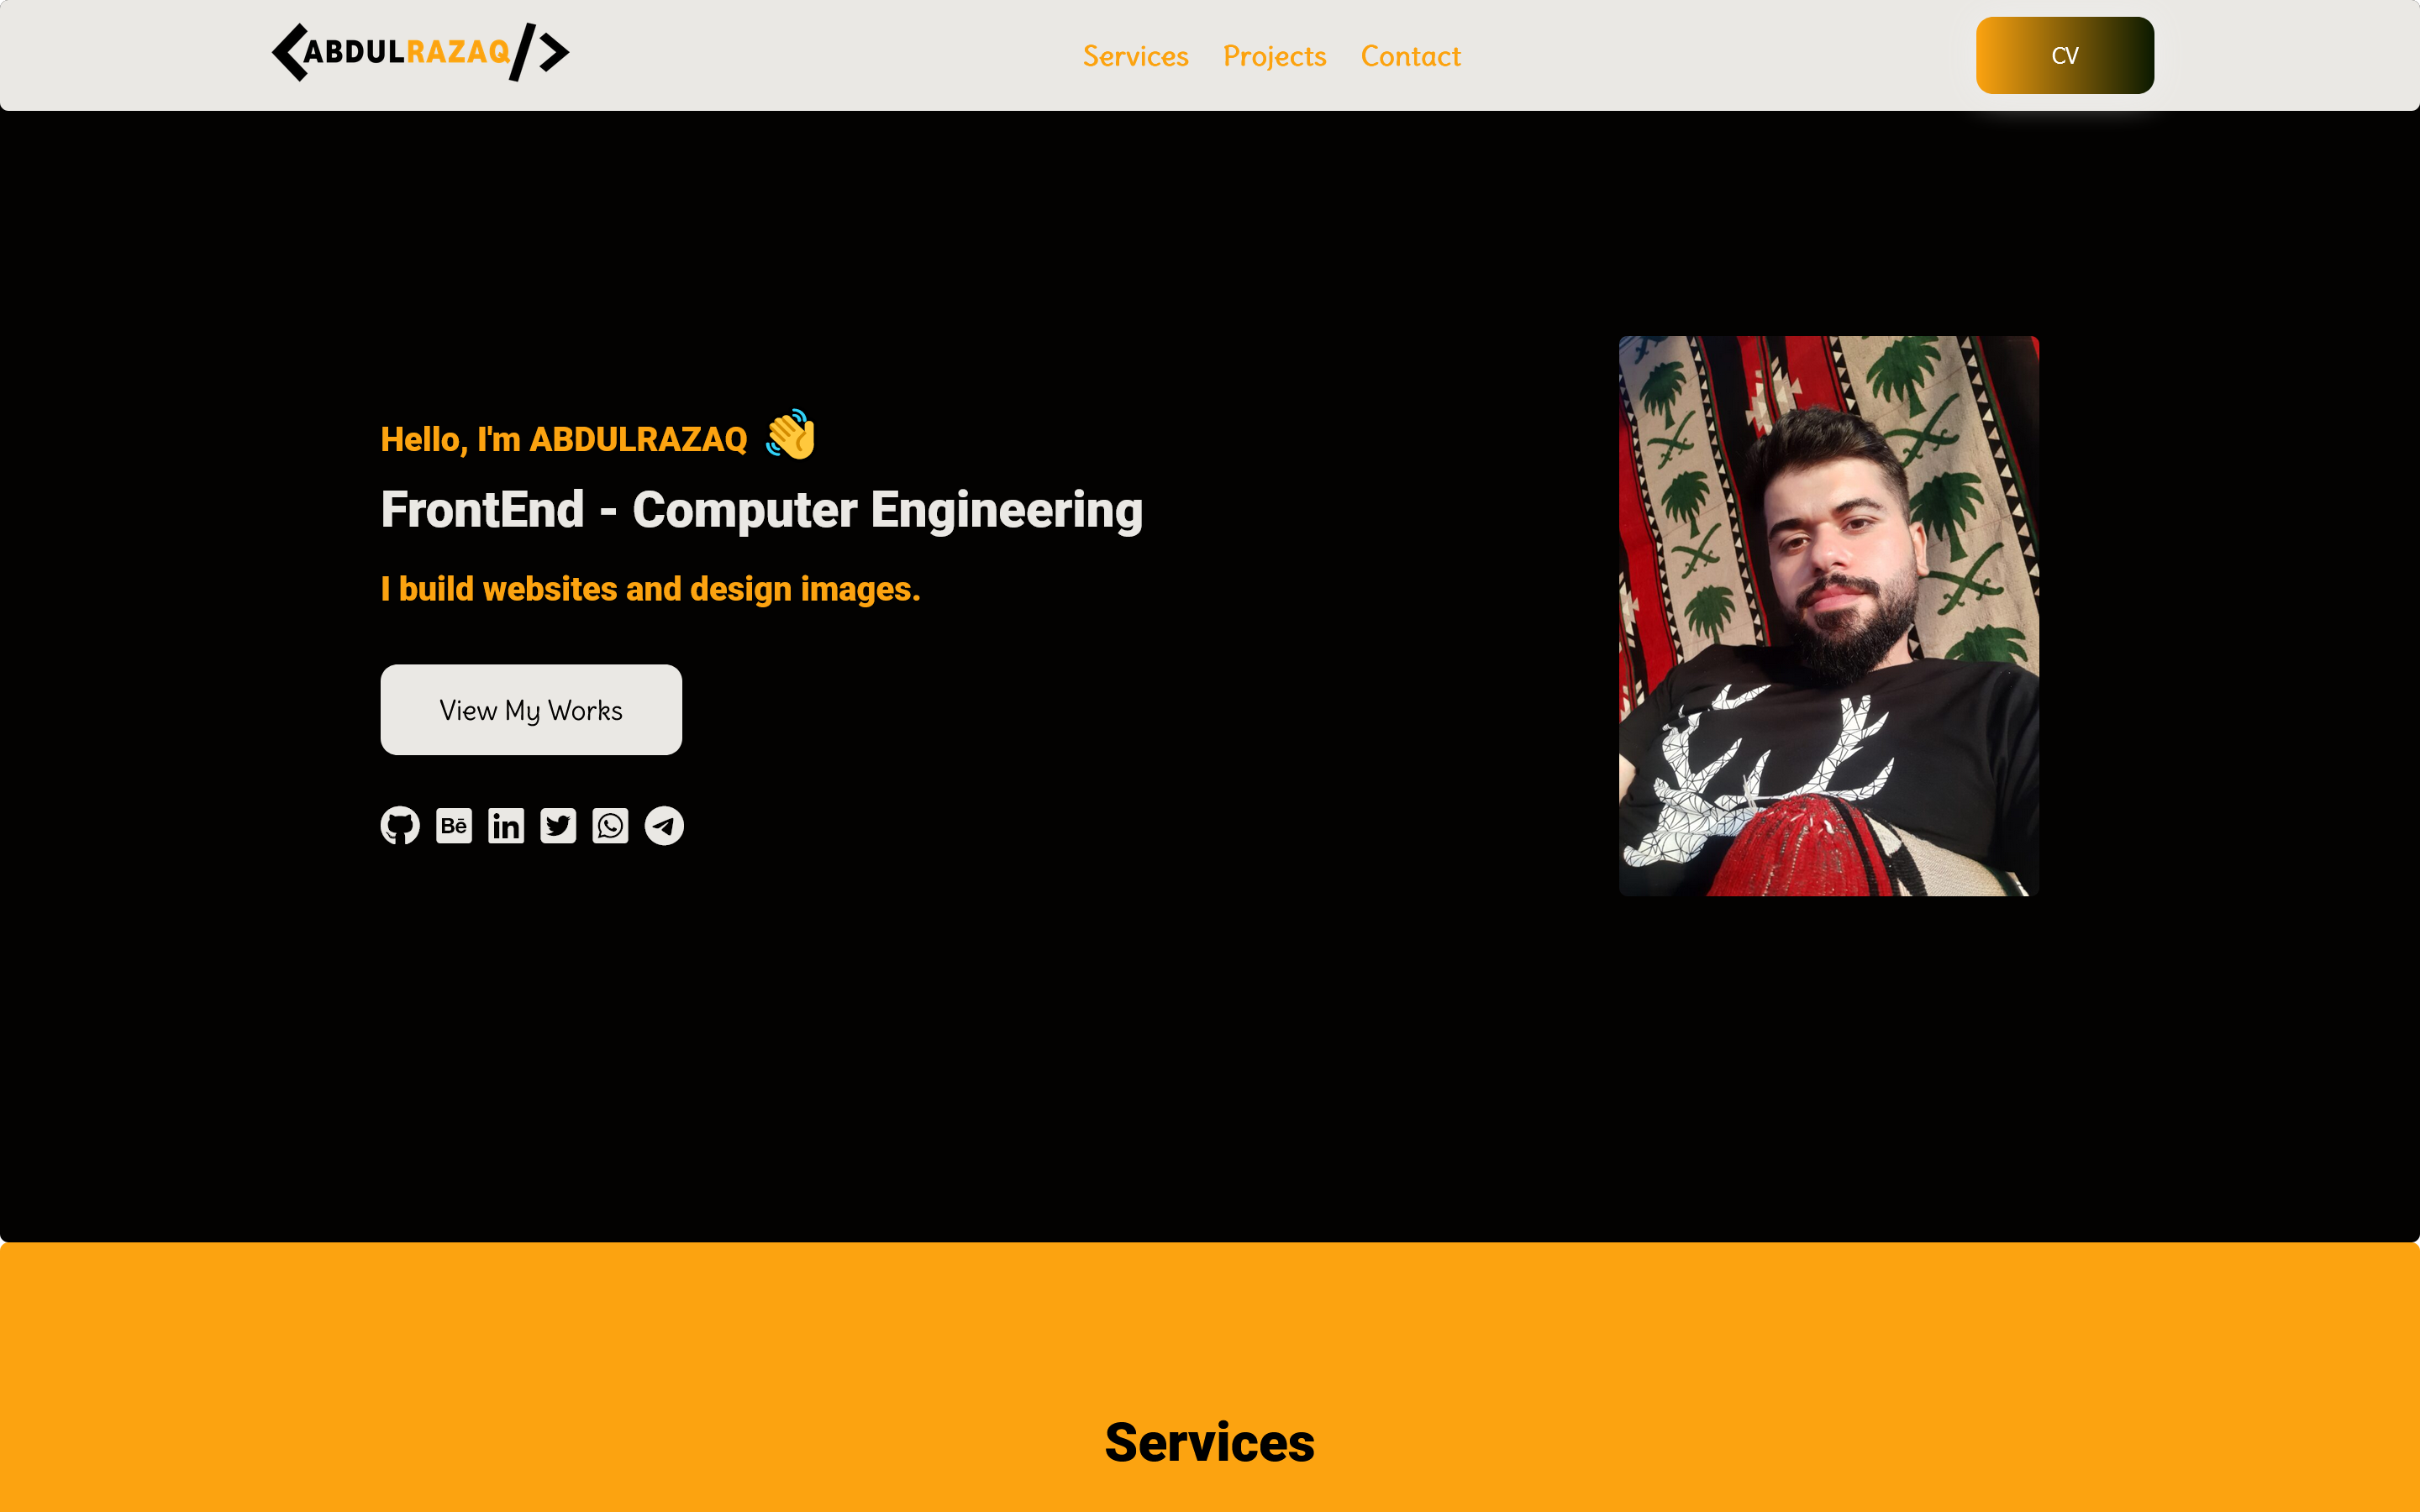 <ABDULRAZAQ/>
Services Projects Contact
CV
Hello, I'm ABDULRAZAQ 👋
FrontEnd - Computer Engineering
I build websites and design images.
View My Works
Bē in
Services